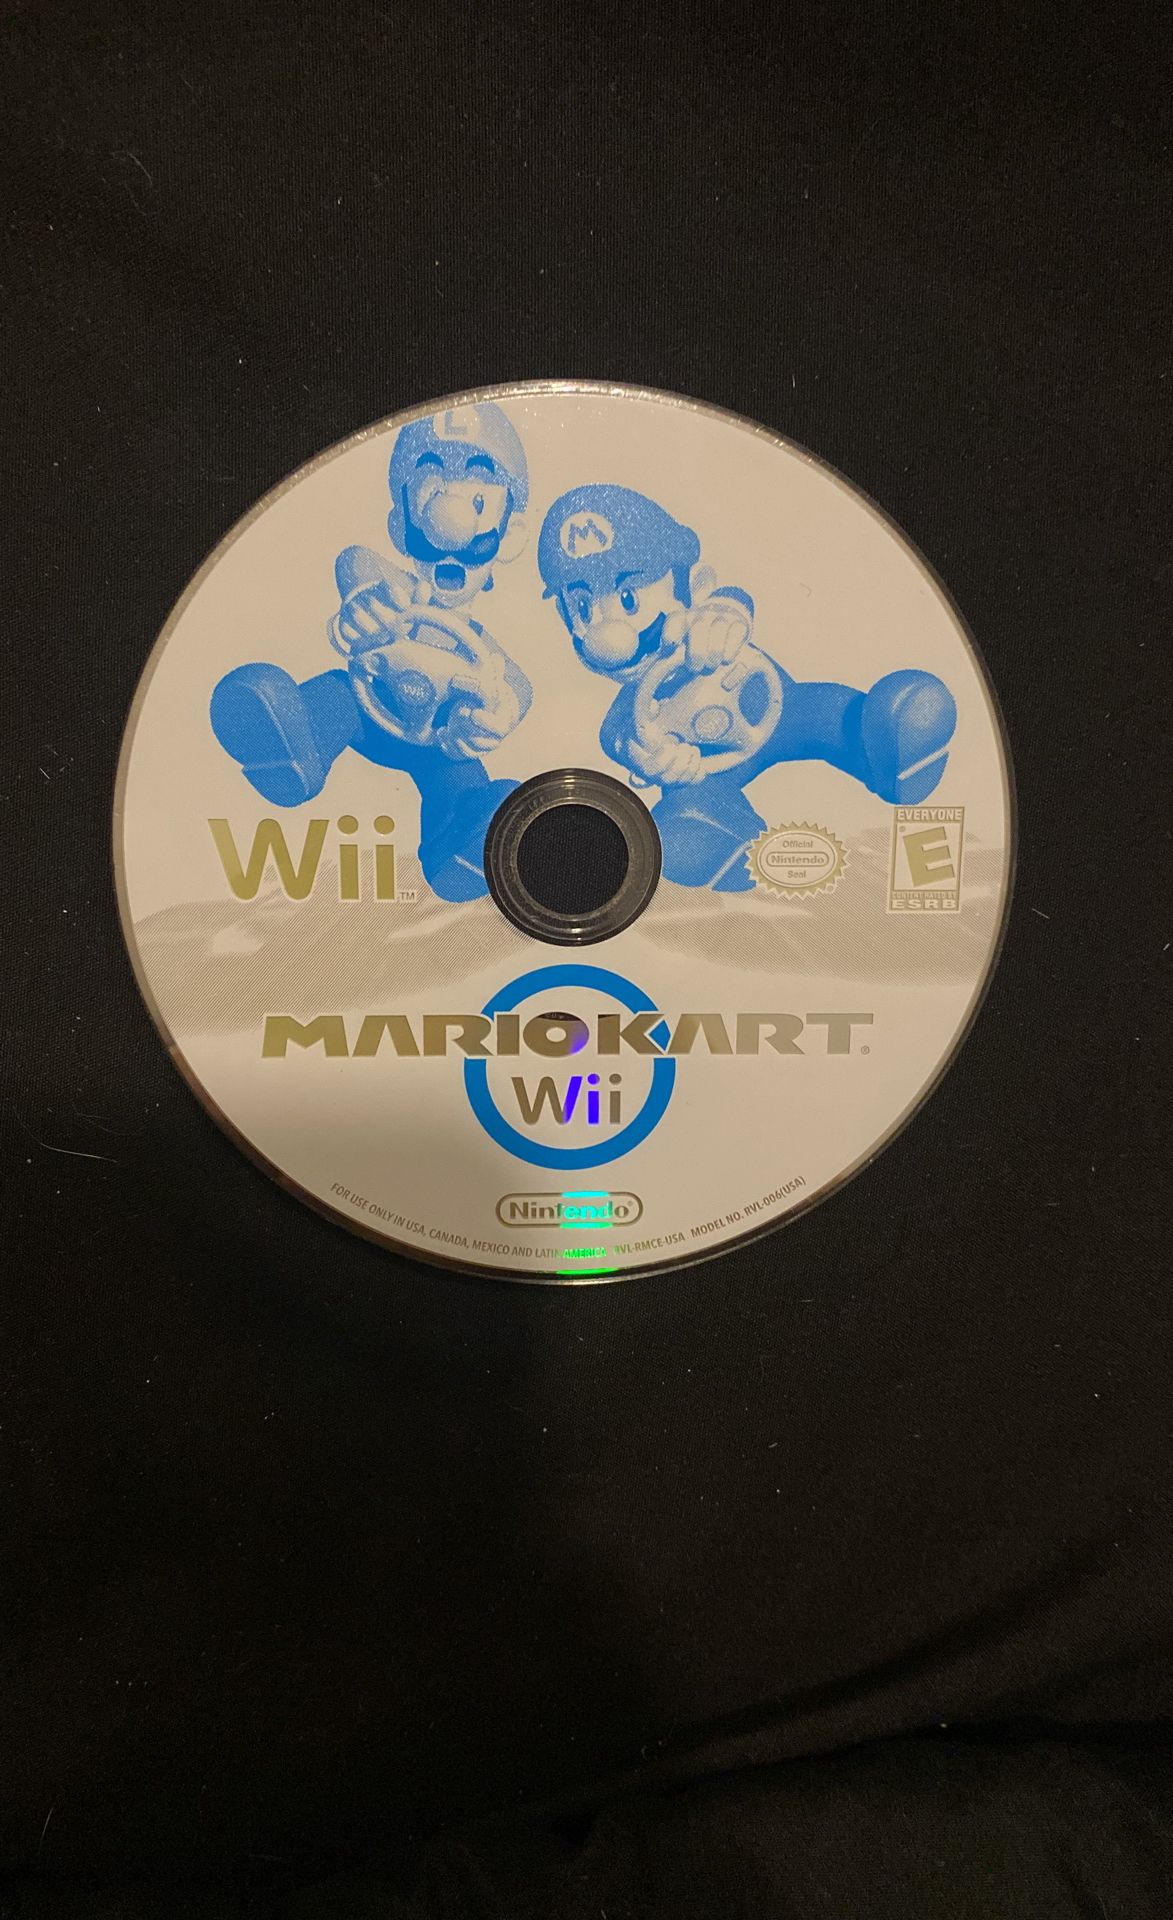 L
M
Wii
Wii™
Official
Nintendo
Seal
EVERYONE
E
CONTENT RATED BY
ESRB
MARIOKART®
Wii
Nintendo®
FOR USE ONLY IN USA, CANADA, MEXICO AND LATIN AMERICA RVL-RMCE-USA MODEL NO. RVL-006(USA)